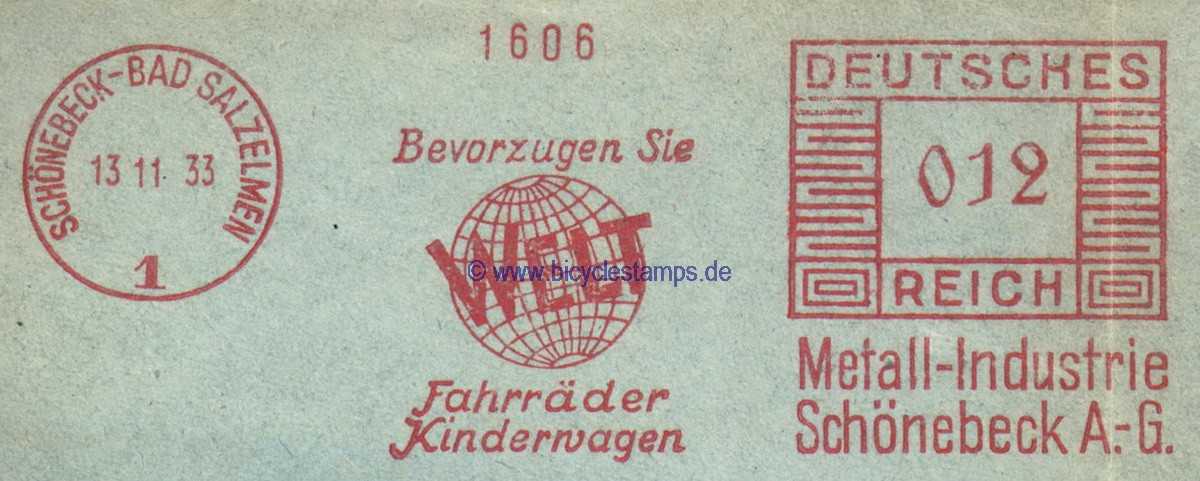 1606
SCHÖNEBECK-BAD SALZELMEN
13 11 33
1
Bevorzugen Sie
WELT
© www.bicyclestamps.de
Fahrräder
Kinderwagen
DEUTSCHES
012
REICH
Metall-Industrie
Schönebeck A.-G.